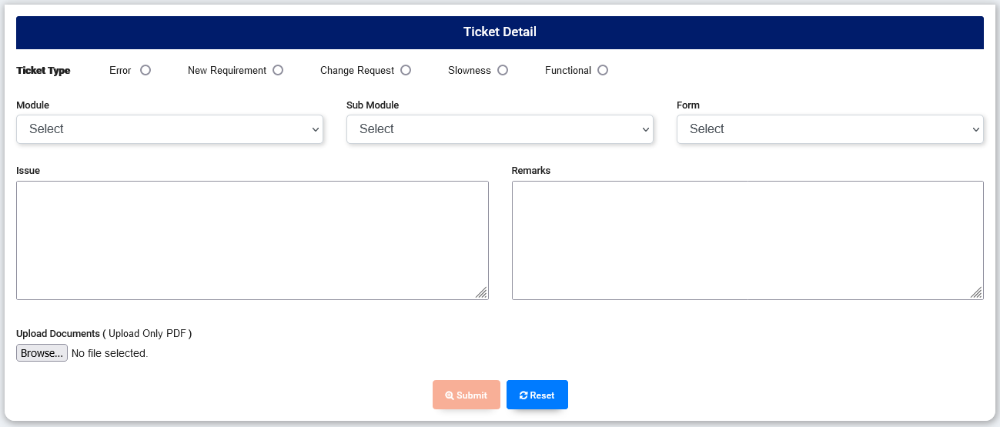 Ticket Detail
Ticket Type Error New Requirement Change Request Slowness Functional
Module Sub Module Form
Select Select Select
Issue Remarks
Upload Documents ( Upload Only PDF )
Browse... No file selected.
Submit Reset